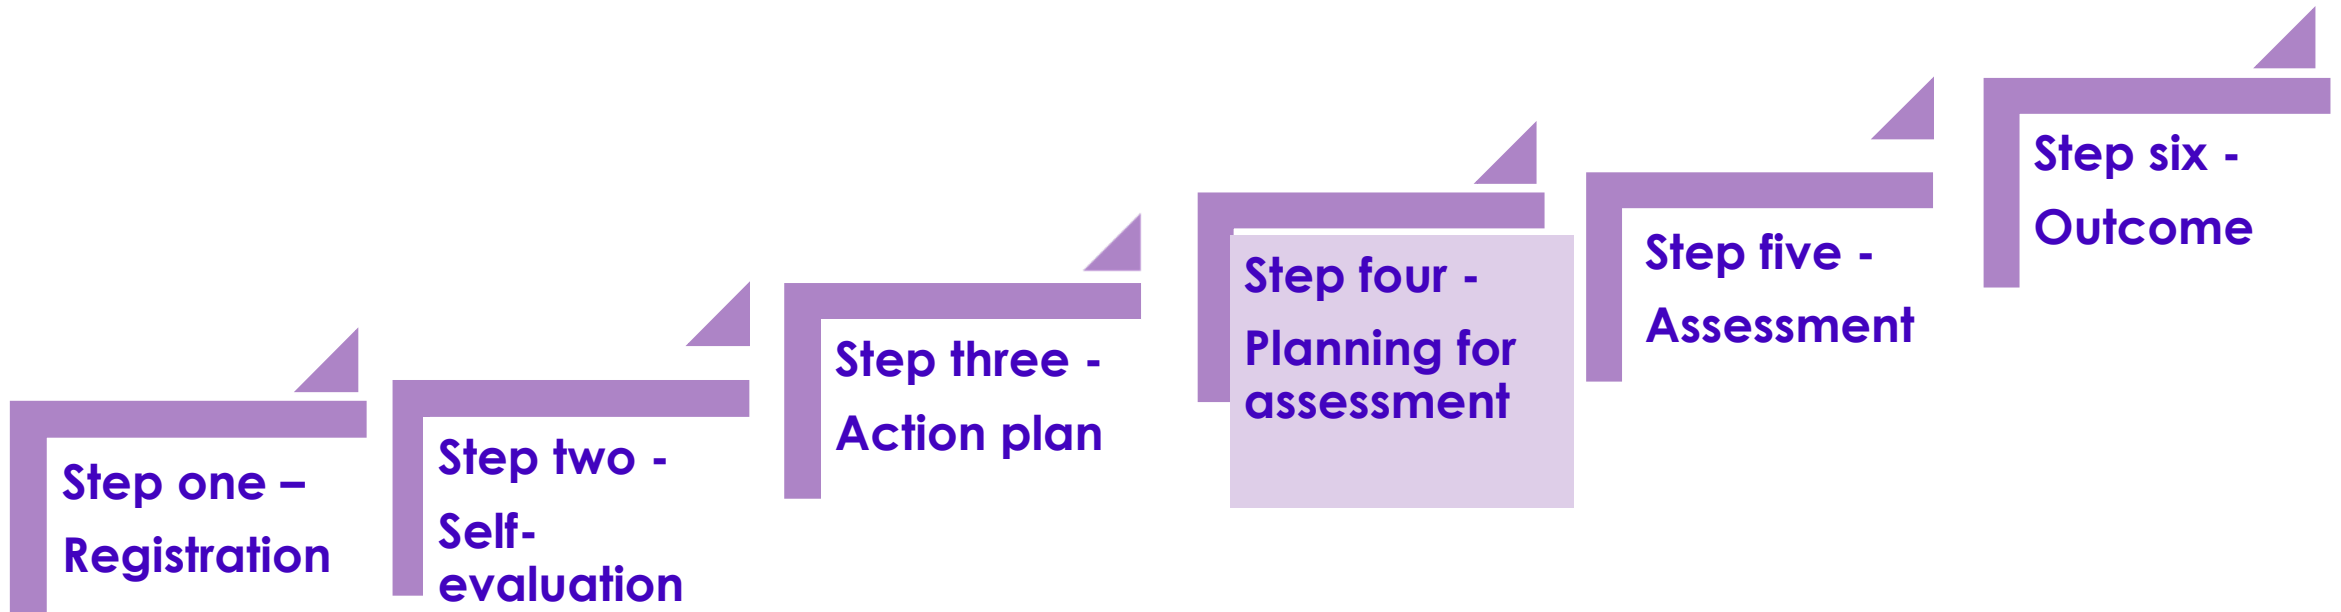 Step one –
Registration
Step two -
Self-
evaluation
Step three -
Action plan
Step four -
Planning for
assessment
Step five -
Assessment
Step six -
Outcome